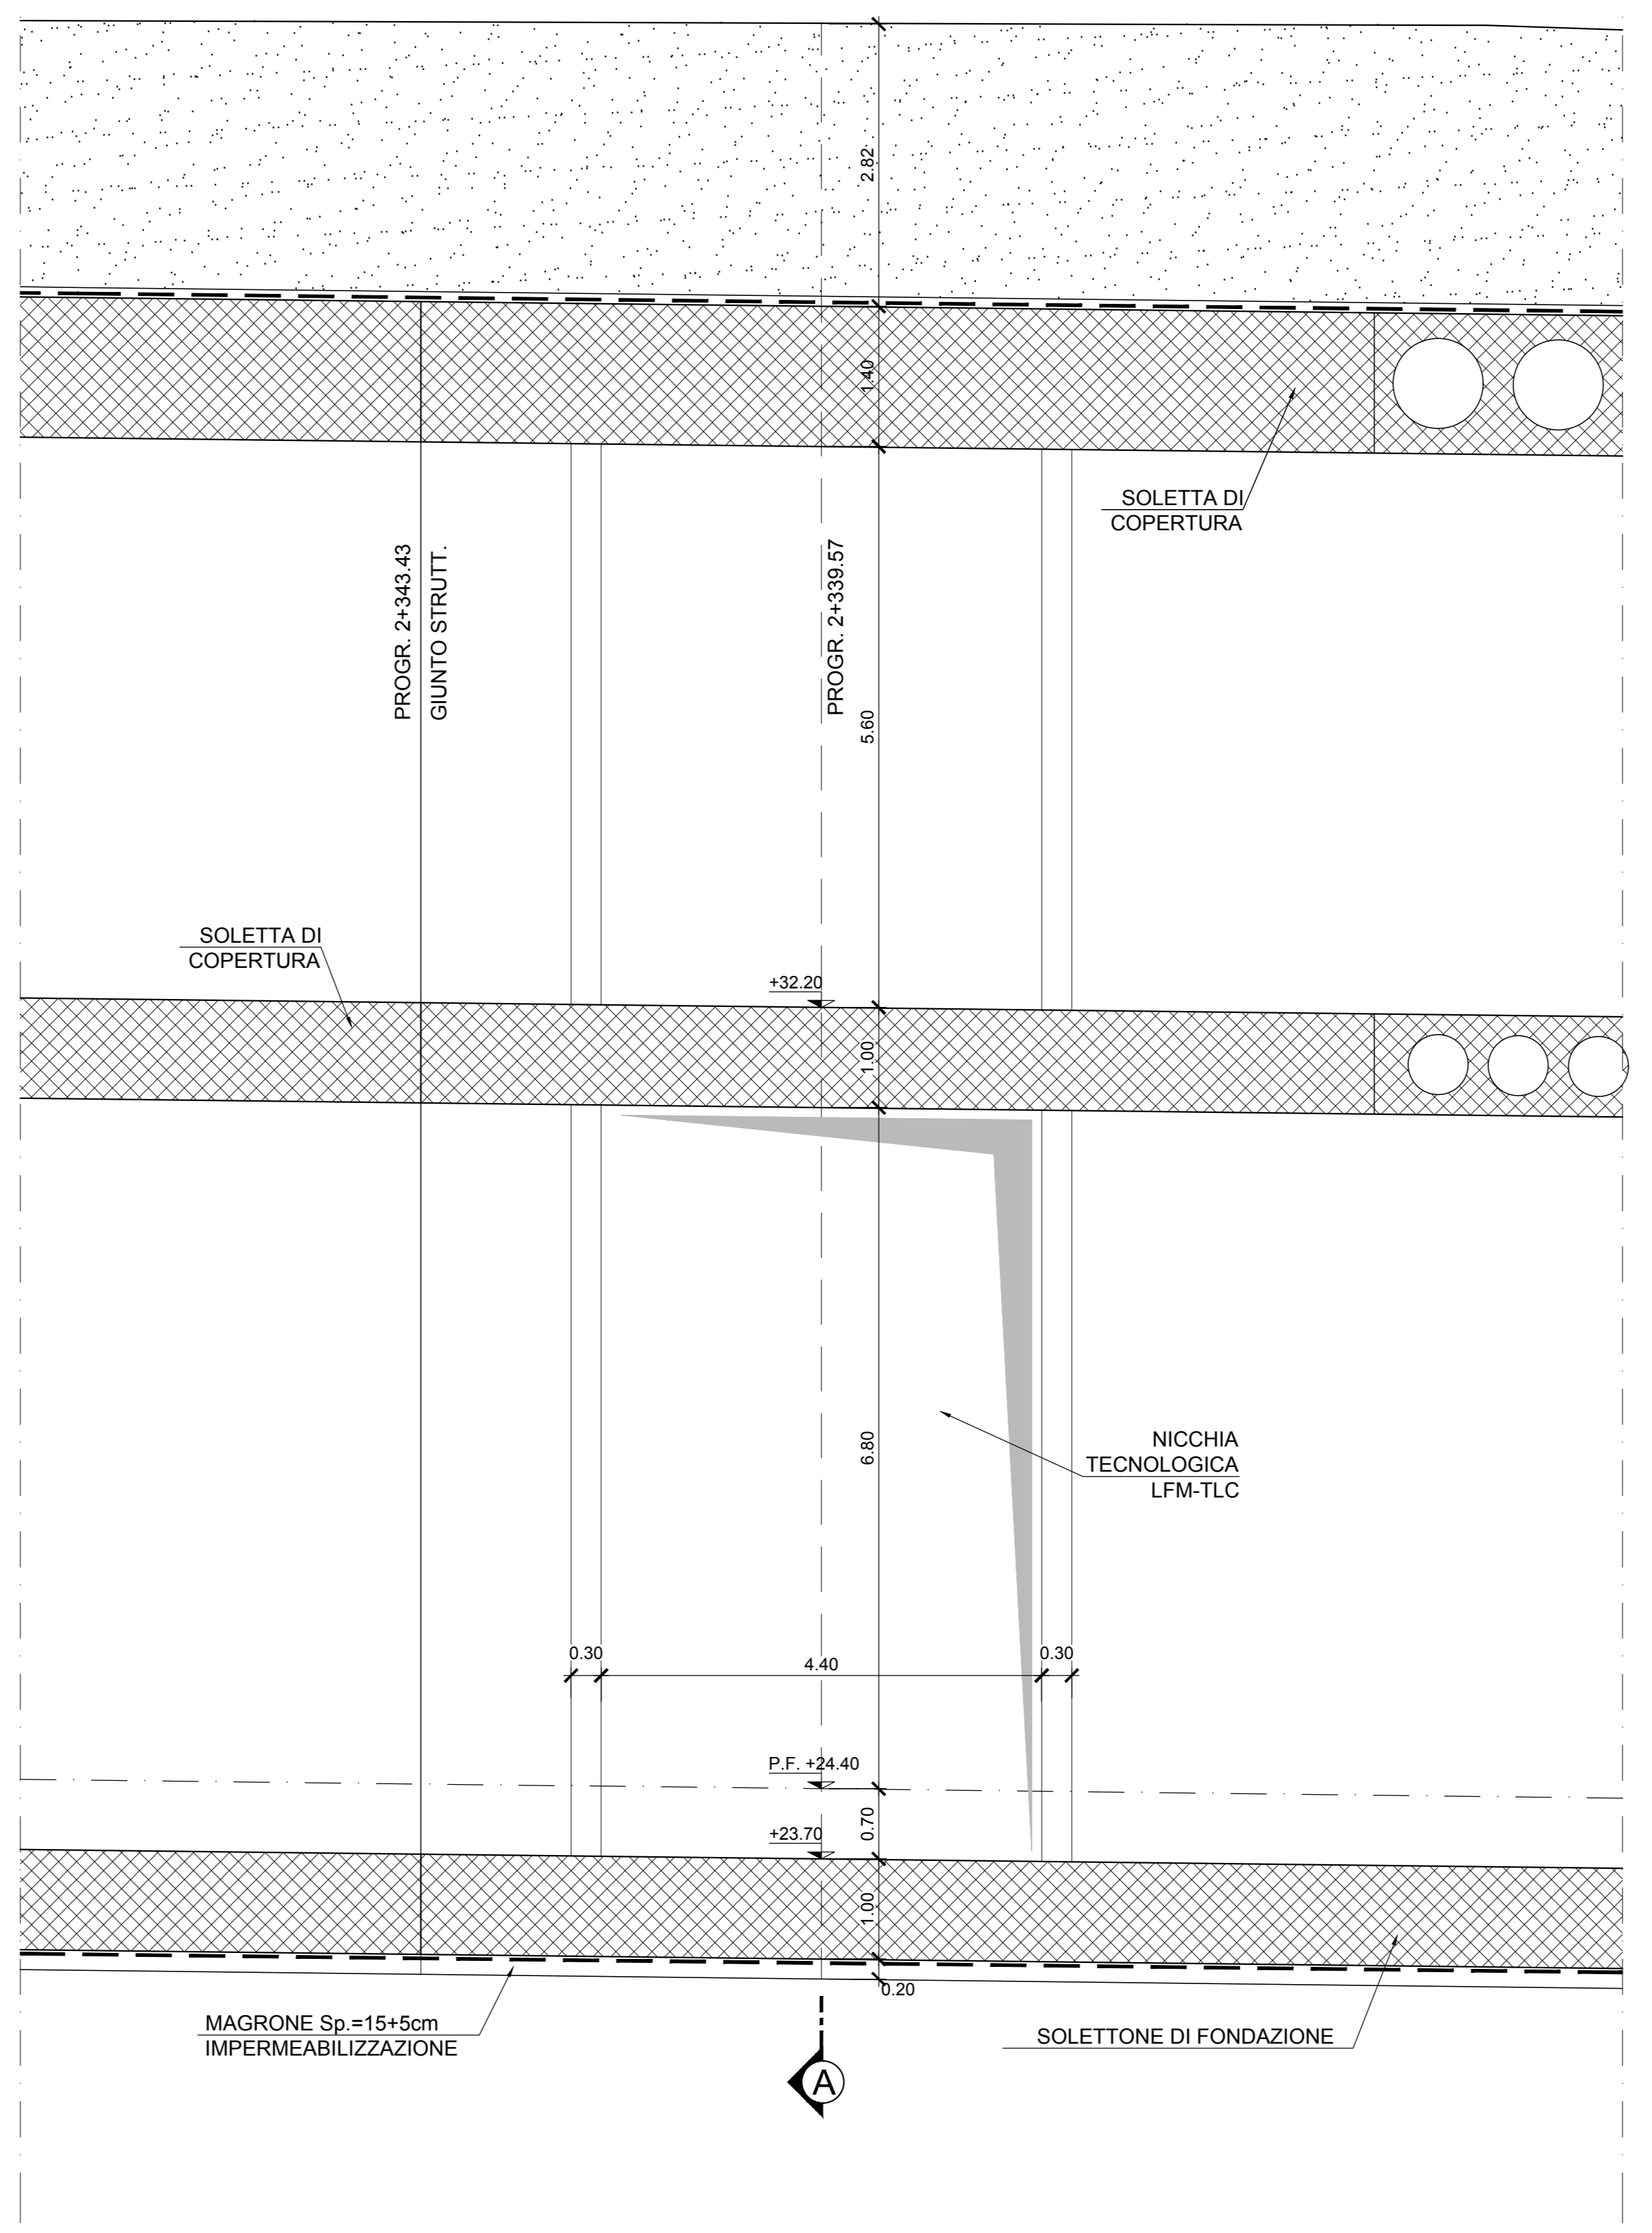 2.82
1.40
SOLETTA DI
COPERTURA
PROGR. 2+343.43
GIUNTO STRUTT.
PROGR. 2+339.57
5.60
SOLETTA DI
COPERTURA
+32.20
1.00
6.80
NICCHIA
TECNOLOGICA
LFM-TLC
0.30
4.40
0.30
P.F. +24.40
0.70
+23.70
1.00
0.20
MAGRONE Sp.=15+5cm
IMPERMEABILIZZAZIONE
SOLETTONE DI FONDAZIONE
A